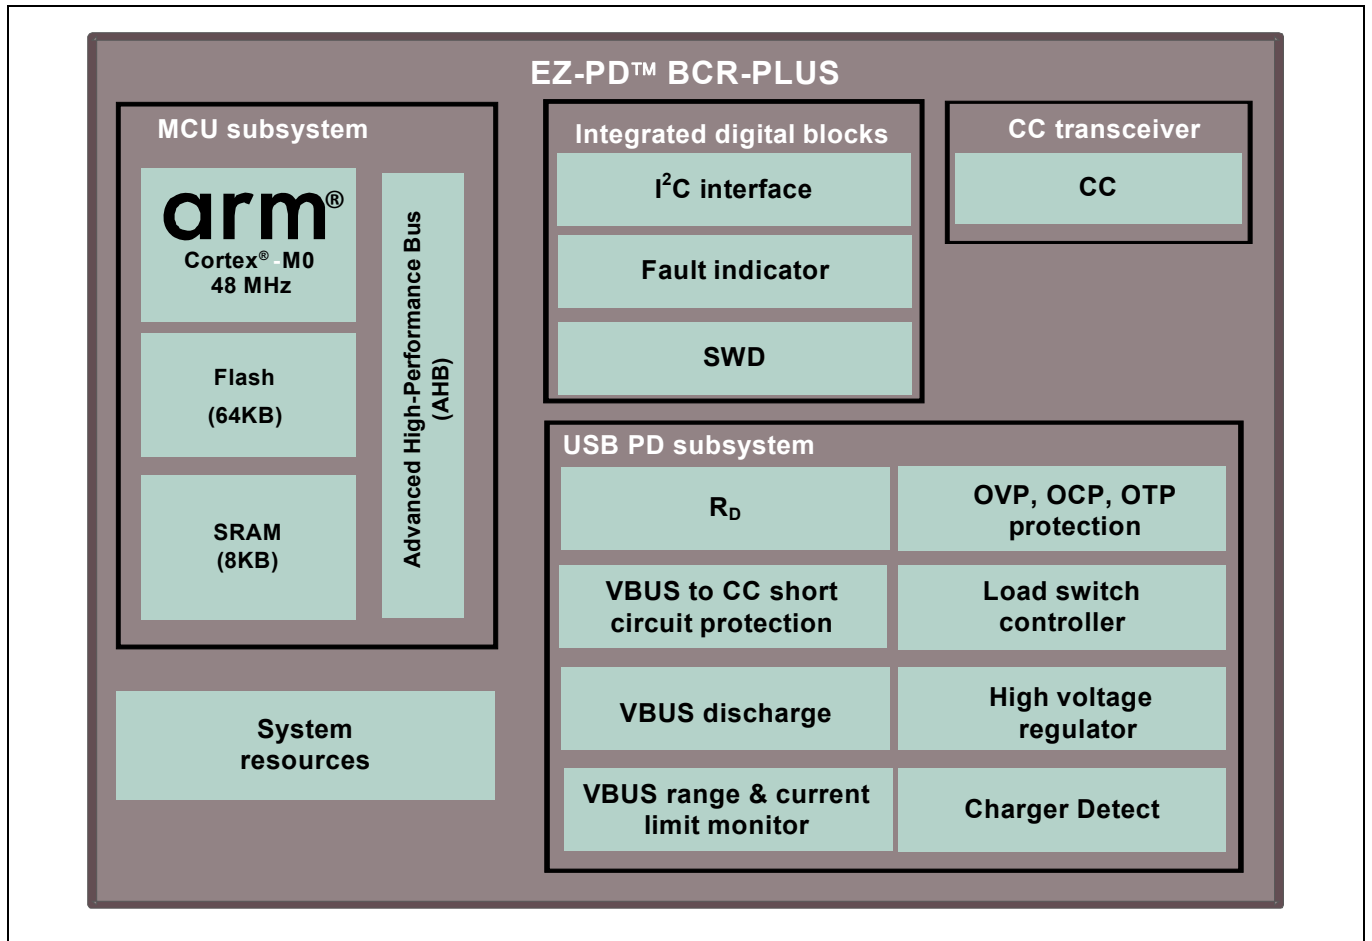 EZ-PD™ BCR-PLUS
MCU subsystem
arm®
Cortex®-M0
48 MHz
Flash
(64KB)
SRAM
(8KB)
Advanced High-Performance Bus
(AHB)
System
resources
Integrated digital blocks
I²C interface
Fault indicator
SWD
CC transceiver
CC
USB PD subsystem
R_D
OVP, OCP, OTP
protection
VBUS to CC short
circuit protection
Load switch
controller
VBUS discharge
High voltage
regulator
VBUS range & current
limit monitor
Charger Detect